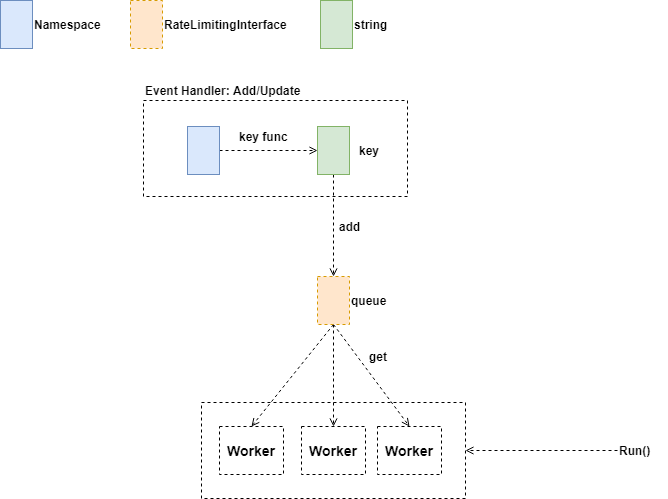 Namespace
RateLimitingInterface
string
Event Handler: Add/Update
key func
key
add
queue
get
Worker
Worker
Worker
Run()